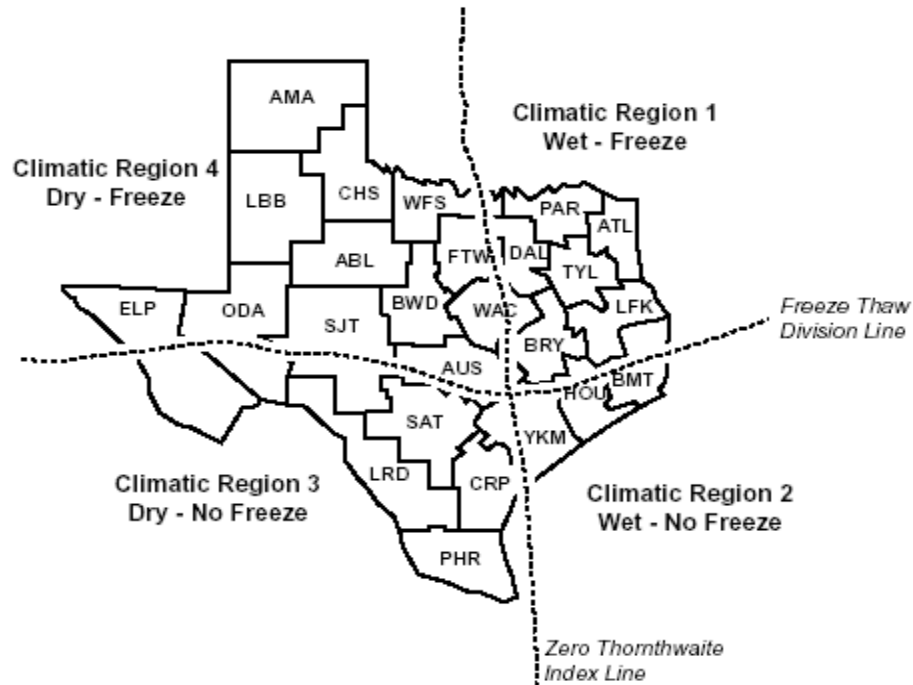 Climatic Region 1
Wet - Freeze
AMA
Climatic Region 4
Dry - Freeze
CHS
LBB
WFS
PAR
ATL
FTW
DAL
ABL
TYL
ELP
ODA
BWD
WAC
LFK
SJT
BRY
Freeze Thaw
Division Line
AUS
BMT
HOU
SAT
YKM
LRD
CRP
Climatic Region 3
Dry - No Freeze
Climatic Region 2
Wet - No Freeze
PHR
Zero Thornthwaite
Index Line